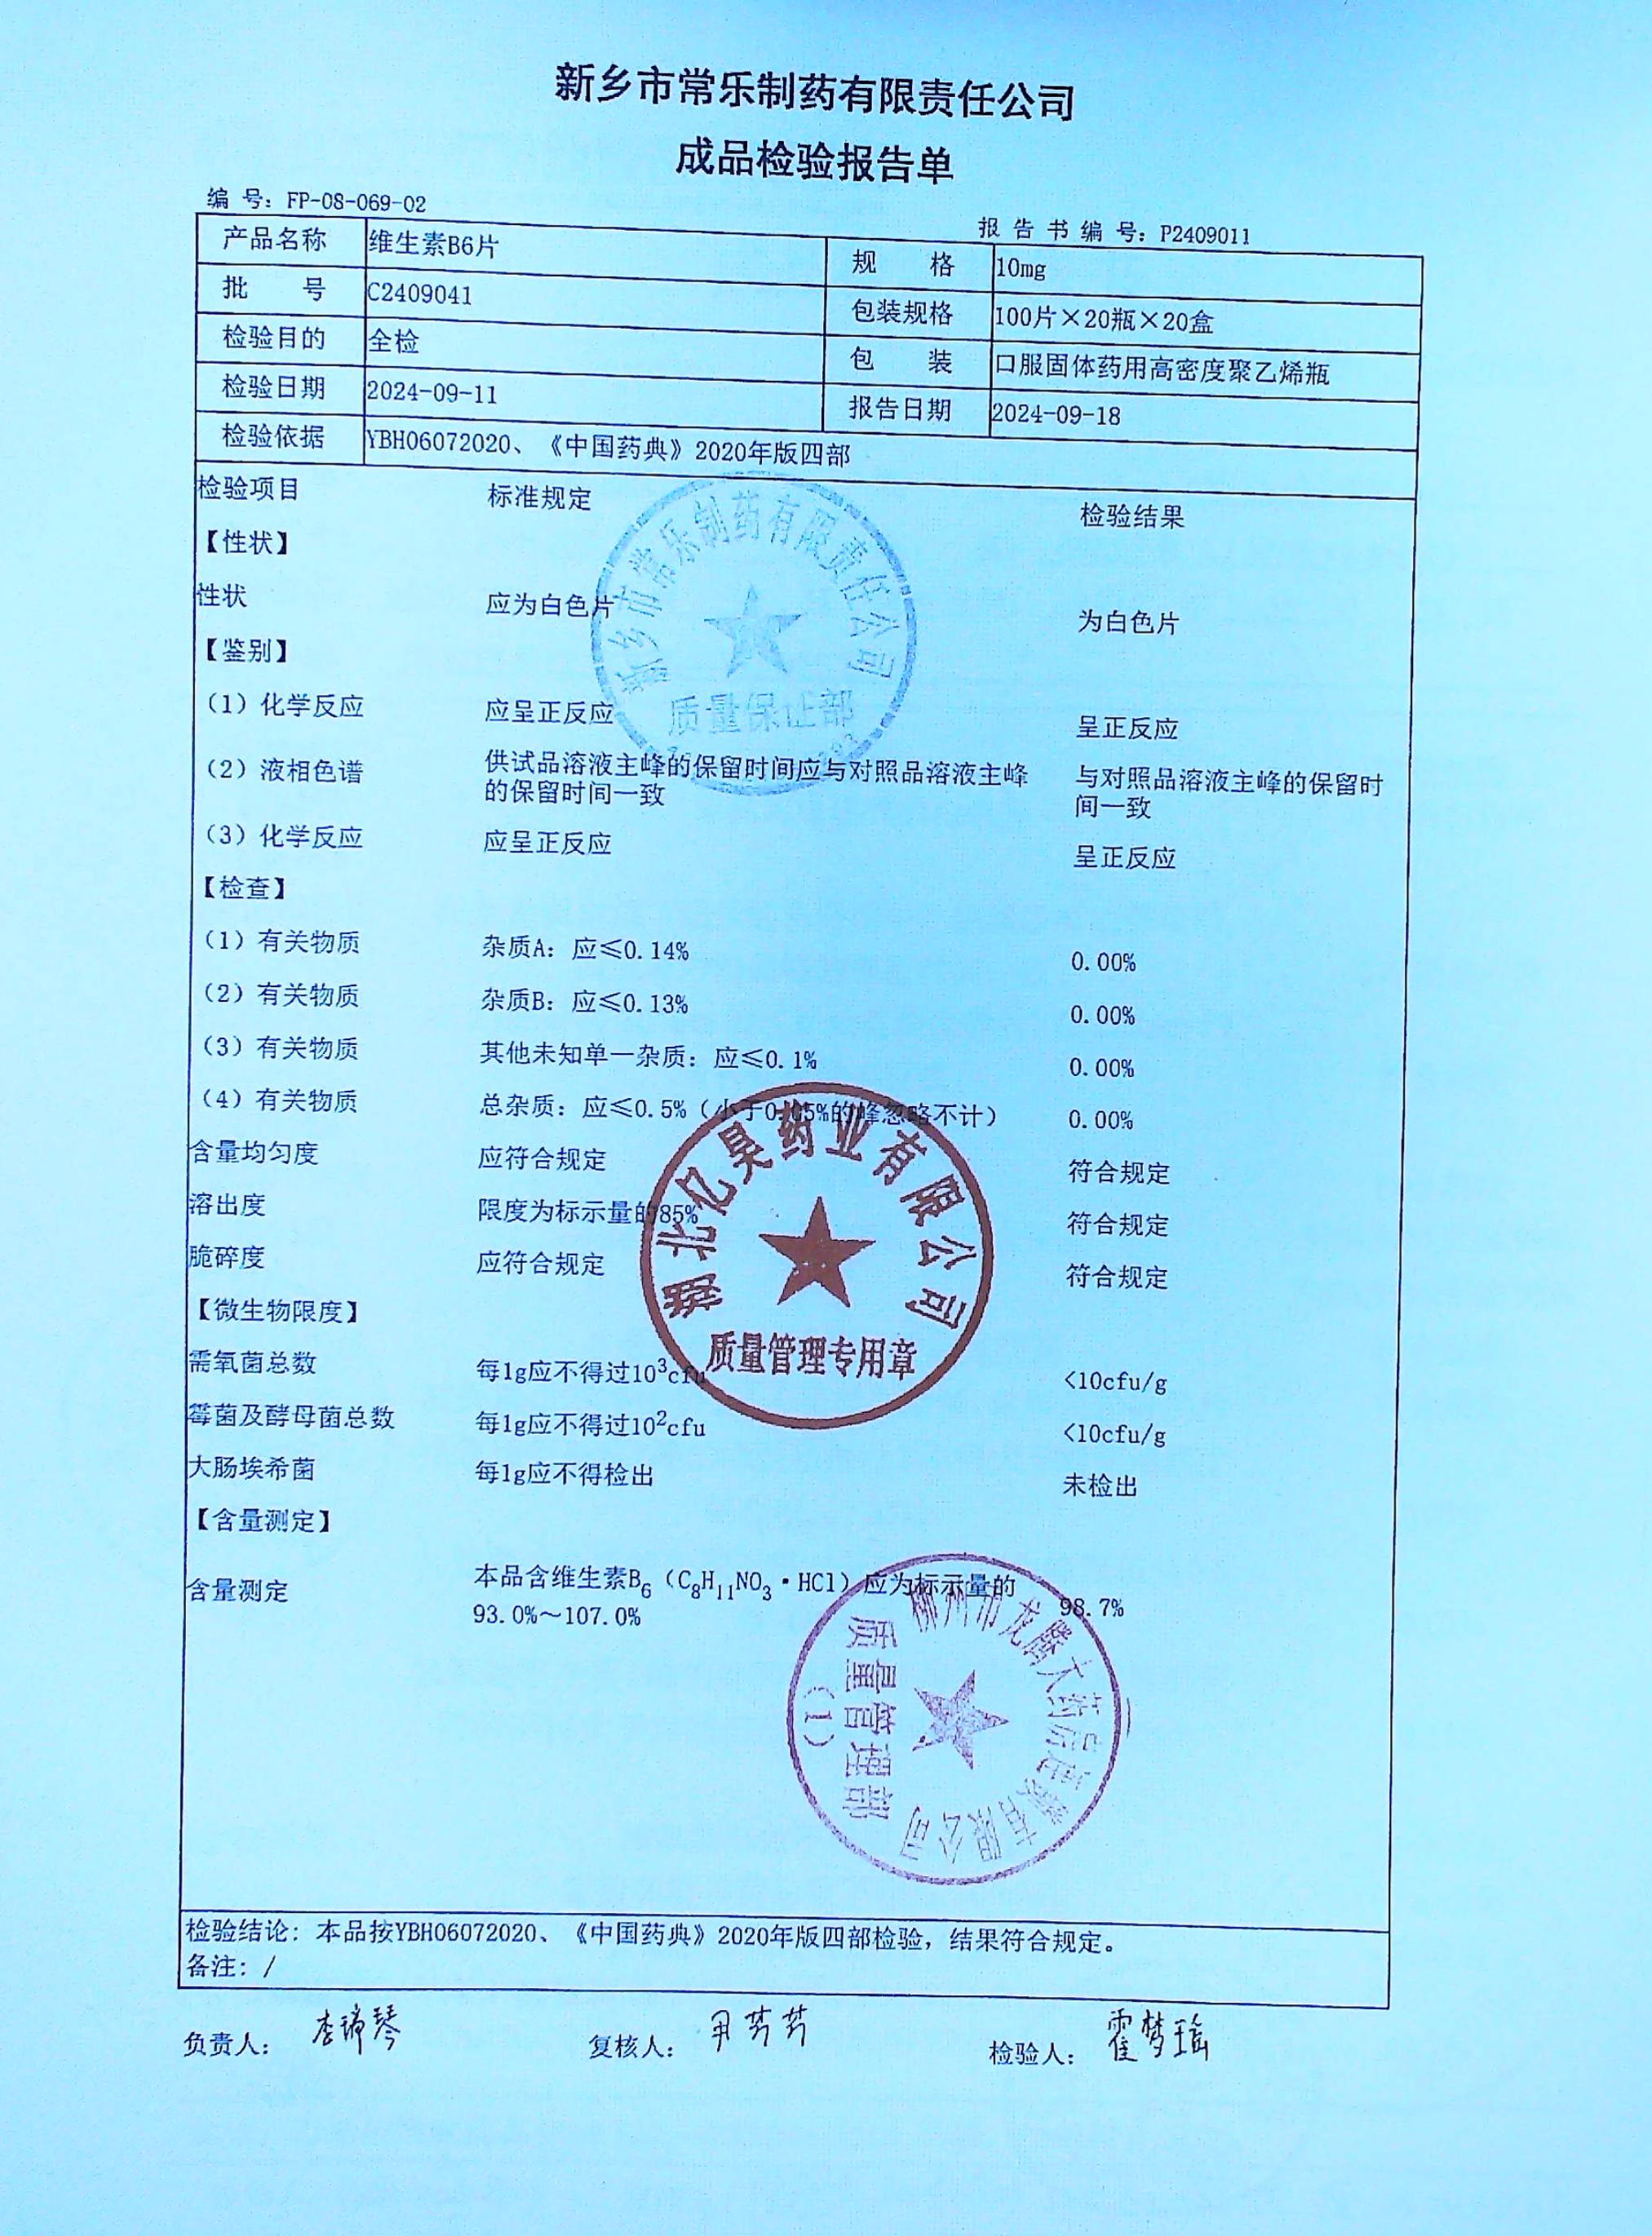 新乡市常乐制药有限责任公司
成品检验报告单
编 号：FP-08-069-02
报 告 书 编 号：P2409011
产品名称 维生素B6片 规 格 10mg
批 号 C2409041 包装规格 100片×20瓶×20盒
检验目的 全检 包 装 口服固体药用高密度聚乙烯瓶
检验日期 2024-09-11 报告日期 2024-09-18
检验依据 YBH06072020、《中国药典》2020年版四部
检验项目 标准规定 检验结果
【性状】
性状 应为白色片 为白色片
【鉴别】
（1）化学反应 应呈正反应 呈正反应
（2）液相色谱 供试品溶液主峰的保留时间应与对照品溶液主峰 与对照品溶液主峰的保留时
的保留时间一致 间一致
（3）化学反应 应呈正反应 呈正反应
【检查】
（1）有关物质 杂质A：应≤0.14% 0.00%
（2）有关物质 杂质B：应≤0.13% 0.00%
（3）有关物质 其他未知单一杂质：应≤0.1% 0.00%
（4）有关物质 总杂质：应≤0.5%（小于0.05%的峰忽略不计） 0.00%
含量均匀度 应符合规定 符合规定
溶出度 限度为标示量的85% 符合规定
脆碎度 应符合规定 符合规定
【微生物限度】
需氧菌总数 每1g应不得过10³cfu <10cfu/g
霉菌及酵母菌总数 每1g应不得过10²cfu <10cfu/g
大肠埃希菌 每1g应不得检出 未检出
【含量测定】
含量测定 本品含维生素B₆（C₈H₁₁NO₃·HCl）应为标示量的 98.7%
93.0%～107.0%
新乡市常乐制药有限责任公司
质量保证部
湖北亿昊药业有限公司
质量管理专用章
柳州市龙腾大药房连锁有限公司
质量管理部
（1）
检验结论：本品按YBH06072020、《中国药典》2020年版四部检验，结果符合规定。
备注：/
负责人： 李 琴 复核人： 尹芳芳 检验人： 霍梦瑶